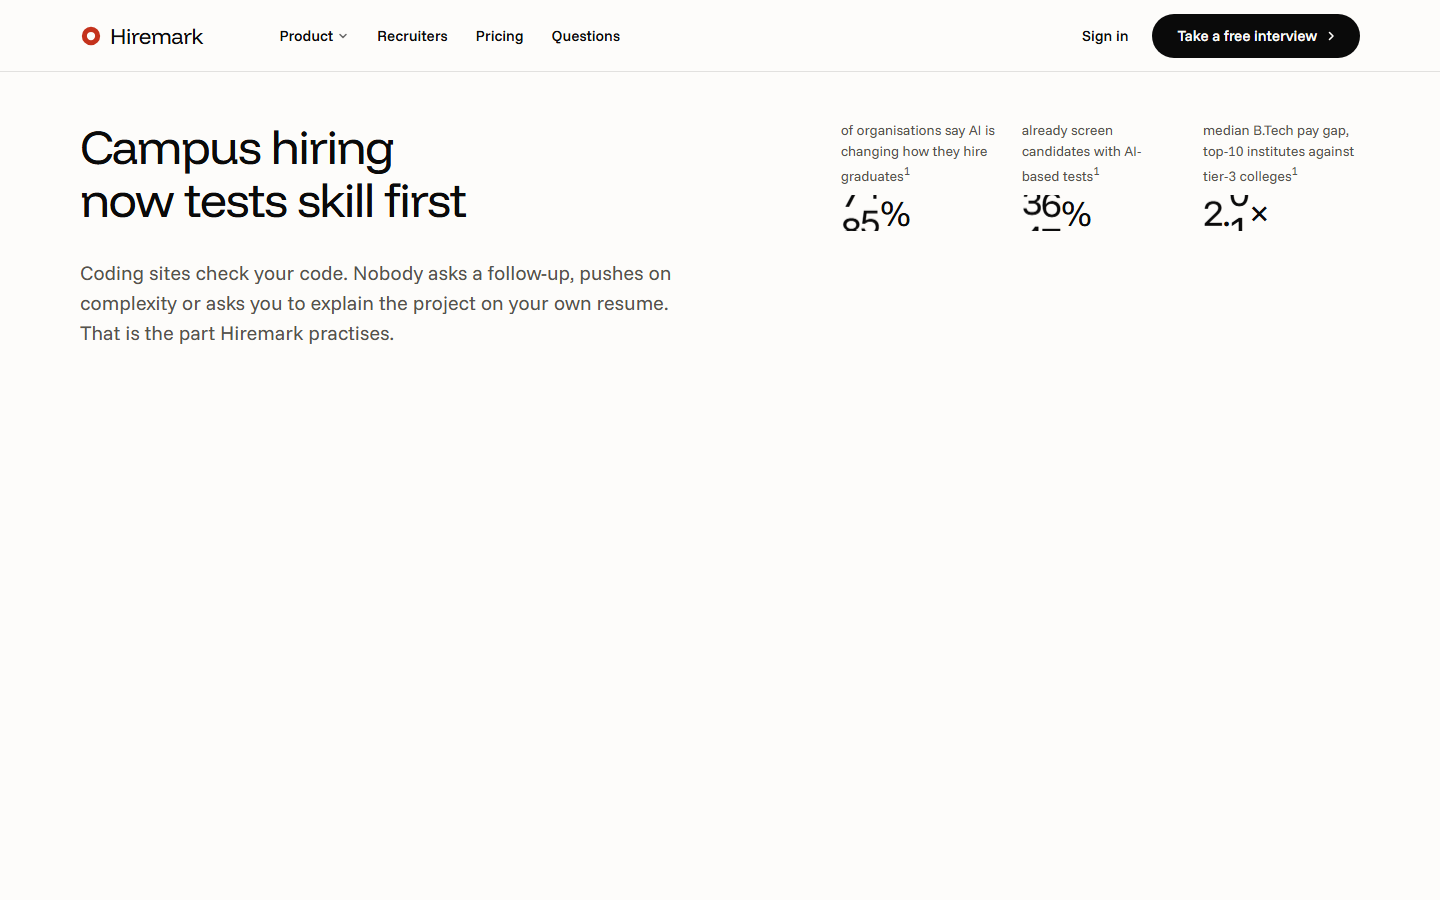 Hiremark
Product
Recruiters
Pricing
Questions
Sign in
Take a free interview
Campus hiring
now tests skill first
Coding sites check your code. Nobody asks a follow-up, pushes on
complexity or asks you to explain the project on your own resume.
That is the part Hiremark practises.
of organisations say AI is
changing how they hire
graduates1
%
already screen
candidates with AI-
based tests1
%
median B.Tech pay gap,
top-10 institutes against
tier-3 colleges1
×